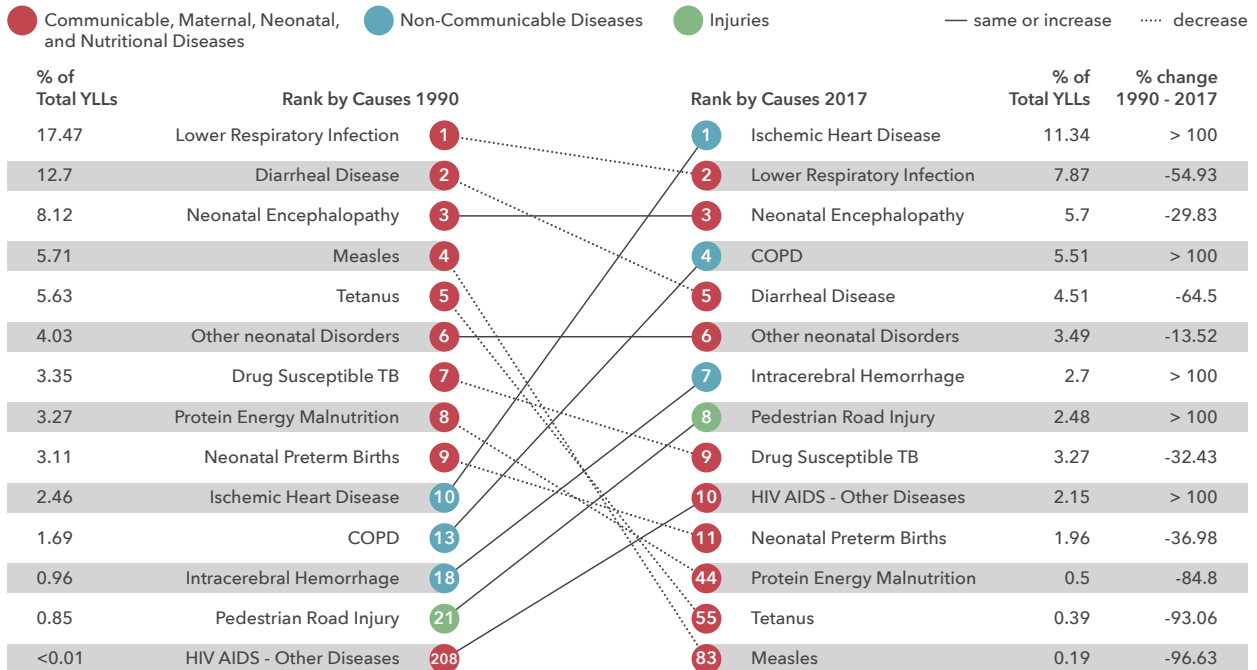 Communicable, Maternal, Neonatal, and Nutritional Diseases
Non-Communicable Diseases
Injuries
same or increase
decrease
% of Total YLLs Rank by Causes 1990 Rank by Causes 2017 % of Total YLLs % change 1990 - 2017
17.47 Lower Respiratory Infection 1 1 Ischemic Heart Disease 11.34 > 100
12.7 Diarrheal Disease 2 2 Lower Respiratory Infection 7.87 -54.93
8.12 Neonatal Encephalopathy 3 3 Neonatal Encephalopathy 5.7 -29.83
5.71 Measles 4 4 COPD 5.51 > 100
5.63 Tetanus 5 5 Diarrheal Disease 4.51 -64.5
4.03 Other neonatal Disorders 6 6 Other neonatal Disorders 3.49 -13.52
3.35 Drug Susceptible TB 7 7 Intracerebral Hemorrhage 2.7 > 100
3.27 Protein Energy Malnutrition 8 8 Pedestrian Road Injury 2.48 > 100
3.11 Neonatal Preterm Births 9 9 Drug Susceptible TB 3.27 -32.43
2.46 Ischemic Heart Disease 10 10 HIV AIDS - Other Diseases 2.15 > 100
1.69 COPD 13 11 Neonatal Preterm Births 1.96 -36.98
0.96 Intracerebral Hemorrhage 18 44 Protein Energy Malnutrition 0.5 -84.8
0.85 Pedestrian Road Injury 21 55 Tetanus 0.39 -93.06
<0.01 HIV AIDS - Other Diseases 208 83 Measles 0.19 -96.63